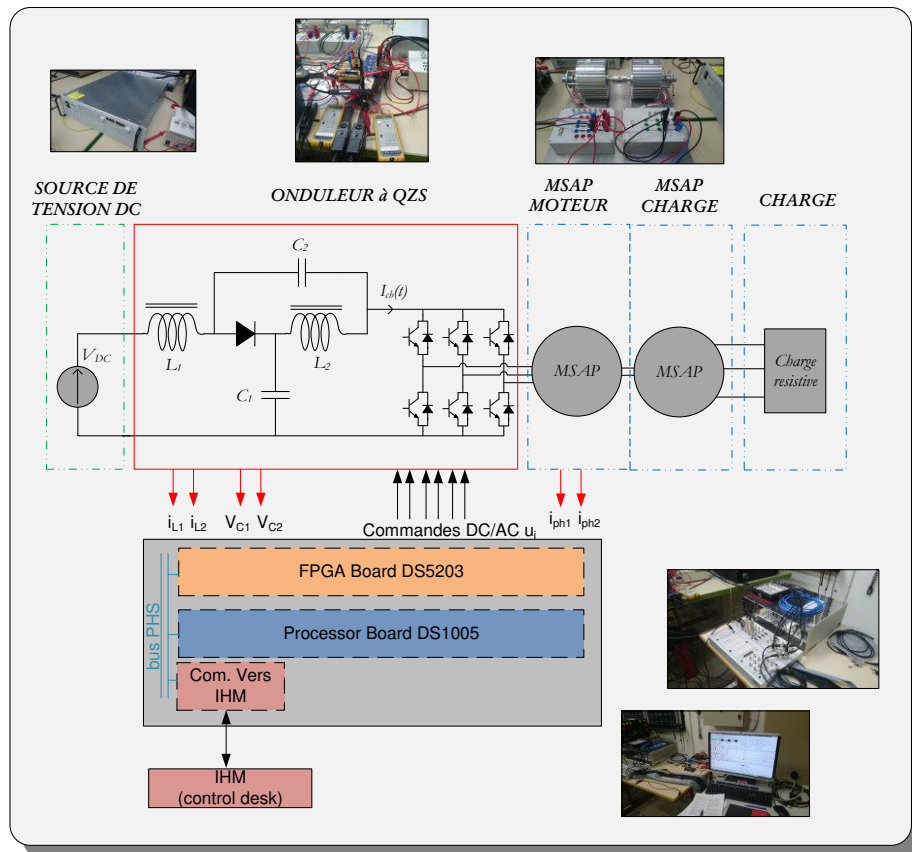 SOURCE DE
TENSION DC
ONDULEUR à QZS
MSAP
MOTEUR
MSAP
CHARGE
CHARGE
C2
Ich(t)
VDC
L1
L2
C1
MSAP
MSAP
Charge
resistive
iL1
iL2
VC1
VC2
Commandes DC/AC ui
iph1
iph2
bus PHS
FPGA Board DS5203
Processor Board DS1005
Com. Vers
IHM
IHM
(control desk)